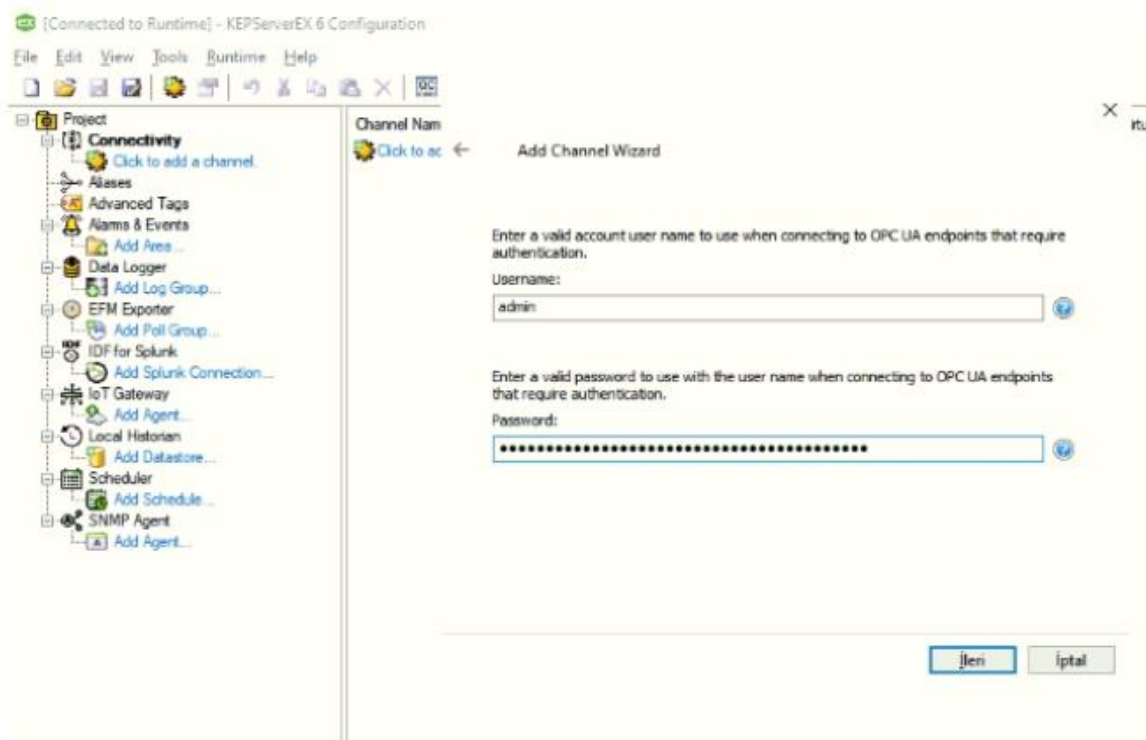 [Connected to Runtime] - KEPServerEX 6 Configuration
File Edit View Tools Runtime Help
Project
Connectivity
Click to add a channel.
Aliases
Advanced Tags
Alarms & Events
Add Area...
Data Logger
Add Log Group...
EFM Exporter
Add Poll Group...
IDF for Splunk
Add Splunk Connection...
IoT Gateway
Add Agent...
Local Historian
Add Datastore...
Scheduler
Add Schedule...
SNMP Agent
Add Agent...
Channel Nam
Click to ac
Add Channel Wizard
Enter a valid account user name to use when connecting to OPC UA endpoints that require
authentication.
Username:
admin
Enter a valid password to use with the user name when connecting to OPC UA endpoints
that require authentication.
Password:
İleri İptal